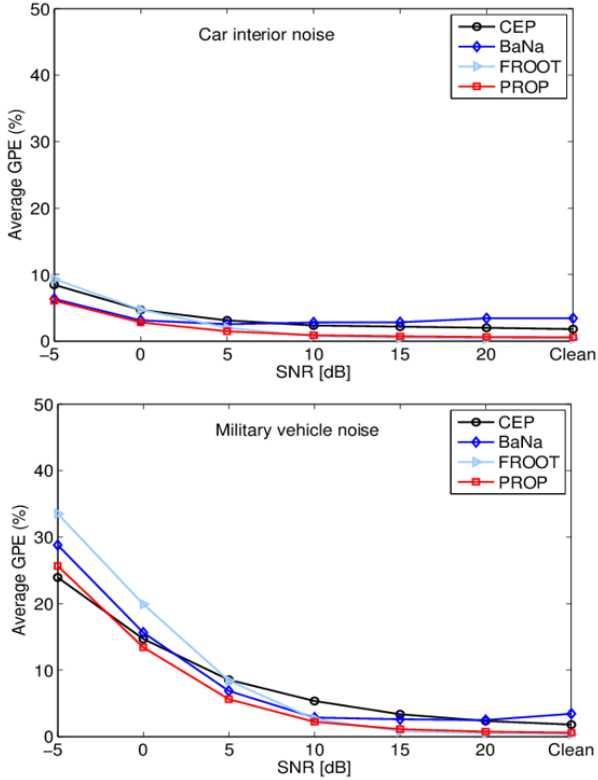 50
40
30
20
10
0
Average GPE (%)
Car interior noise
CEP
BaNa
FROOT
PROP
−5 0 5 10 15 20 Clean
SNR [dB]
50
40
30
20
10
0
Average GPE (%)
Military vehicle noise
CEP
BaNa
FROOT
PROP
−5 0 5 10 15 20 Clean
SNR [dB]